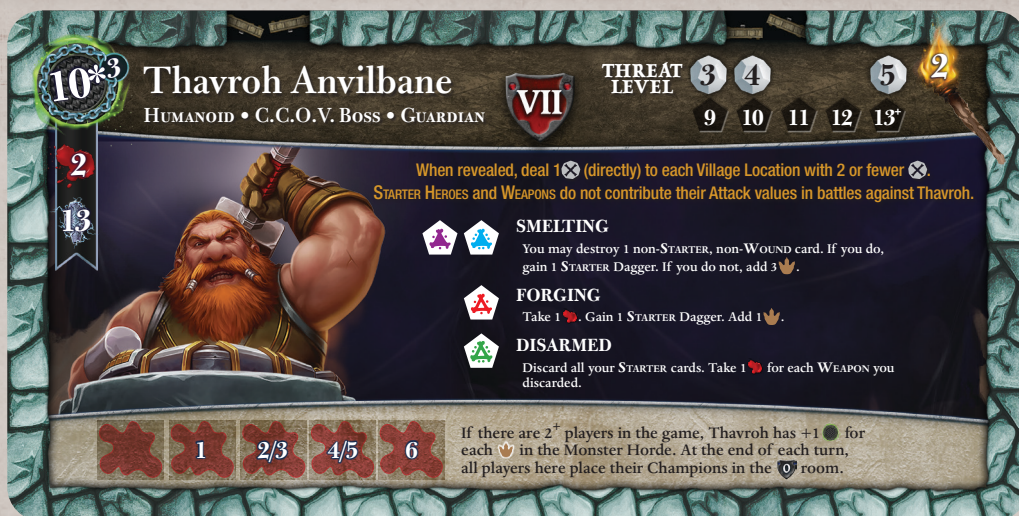 10*3
Thavroh Anvilbane
HUMANOID • C.C.O.V. BOSS • GUARDIAN
VII
THREAT LEVEL
3 4 5
9 10 11 12 13+
2
2
13
When revealed, deal 1 (directly) to each Village Location with 2 or fewer .
STARTER HEROES and WEAPONS do not contribute their Attack values in battles against Thavroh.
SMELTING
You may destroy 1 non-STARTER, non-WOUND card. If you do,
gain 1 STARTER Dagger. If you do not, add 3 .
FORGING
Take 1 . Gain 1 STARTER Dagger. Add 1 .
DISARMED
Discard all your STARTER cards. Take 1 for each WEAPON you
discarded.
1 2/3 4/5 6
If there are 2+ players in the game, Thavroh has +1 for
each in the Monster Horde. At the end of each turn,
all players here place their Champions in the 0 room.